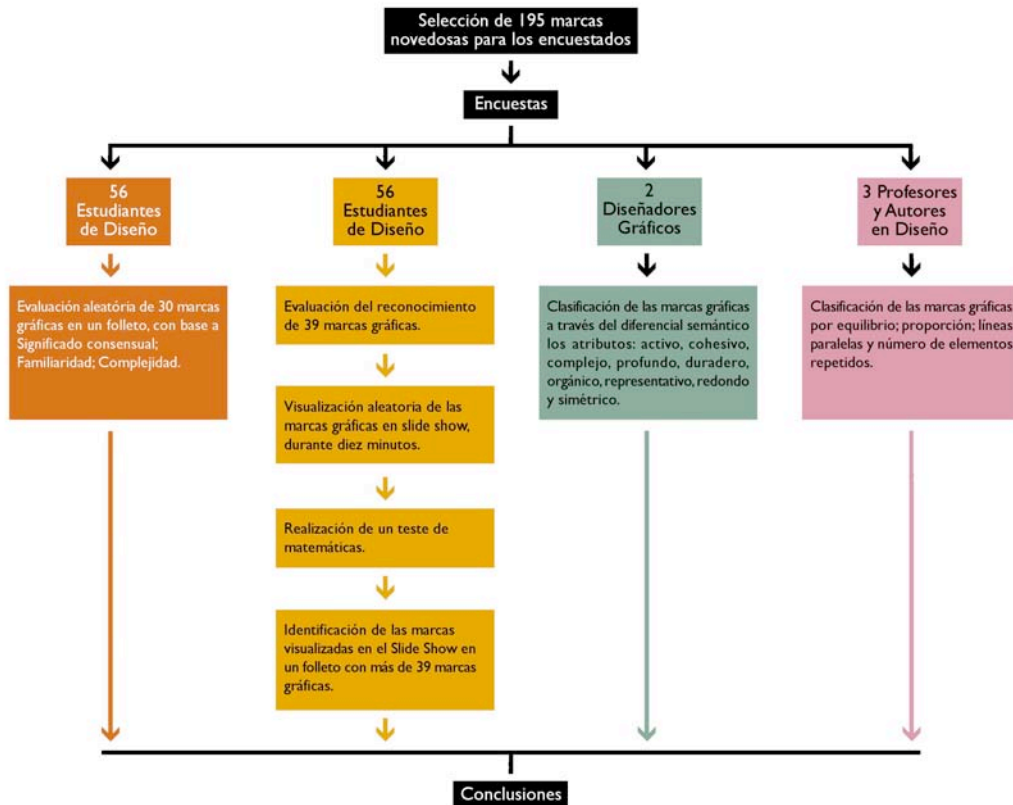 Selección de 195 marcas
novedosas para los encuestados
Encuestas
56
Estudiantes
de Diseño
56
Estudiantes
de Diseño
2
Diseñadores
Gráficos
3 Profesores
y Autores
en Diseño
Evaluación aleatória de 30 marcas
gráficas en un folleto, con base a
Significado consensual;
Familiaridad; Complejidad.
Evaluación del reconocimiento
de 39 marcas gráficas.
Visualización aleatoria de las
marcas gráficas en slide show,
durante diez minutos.
Realización de un teste de
matemáticas.
Identificación de las marcas
visualizadas en el Slide Show en
un folleto con más de 39 marcas
gráficas.
Clasificación de las marcas gráficas
a través del diferencial semántico
los atributos: activo, cohesivo,
complejo, profundo, duradero,
orgánico, representativo, redondo
y simétrico.
Clasificación de las marcas gráficas
por equilibrio; proporción; líneas
paralelas y número de elementos
repetidos.
Conclusiones